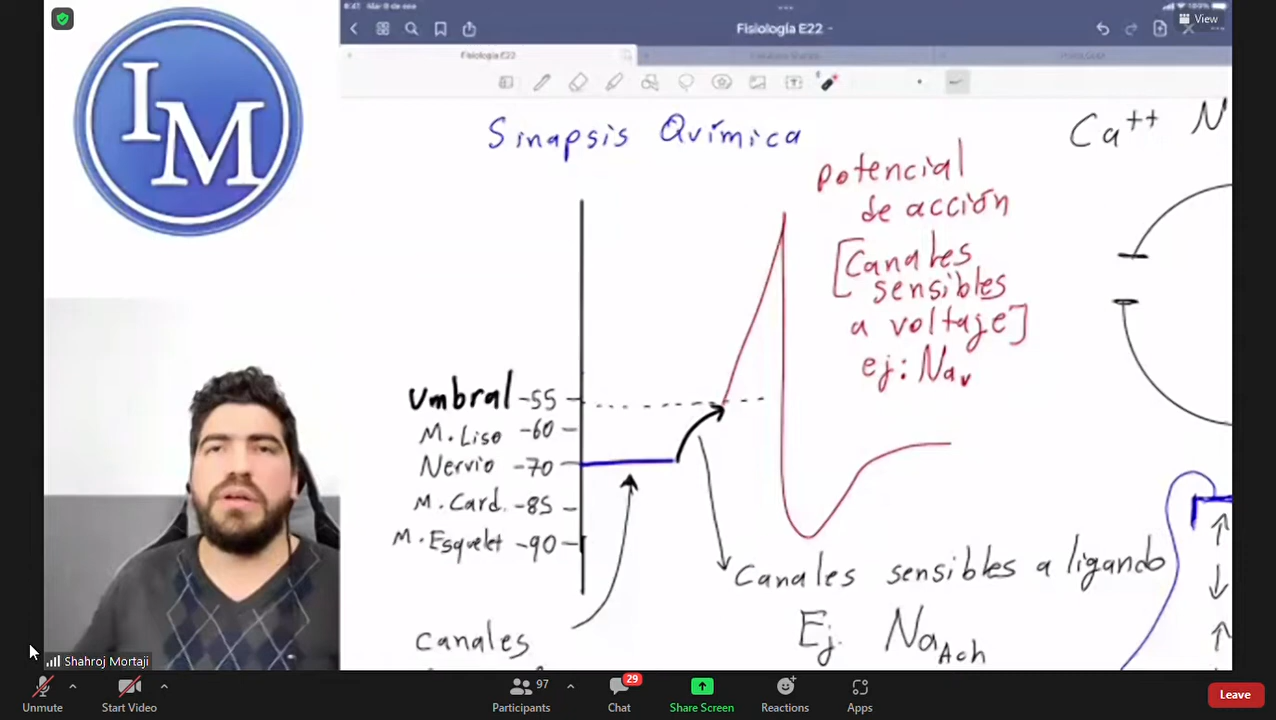 View
Fisiología E22
Fisiología E22
IM
Sinapsis Química
Ca++ N
potencial
de acción
[Canales
sensibles
a voltaje]
ej: Nav
Umbral -55
M. Liso -60
Nervio -70
M. Card. -85
M. Esquelet -90
Canales sensibles a ligando
Ej. NaAch
canales
Shahroj Mortaji
97
29
Unmute
Start Video
Participants
Chat
Share Screen
Reactions
Apps
Leave